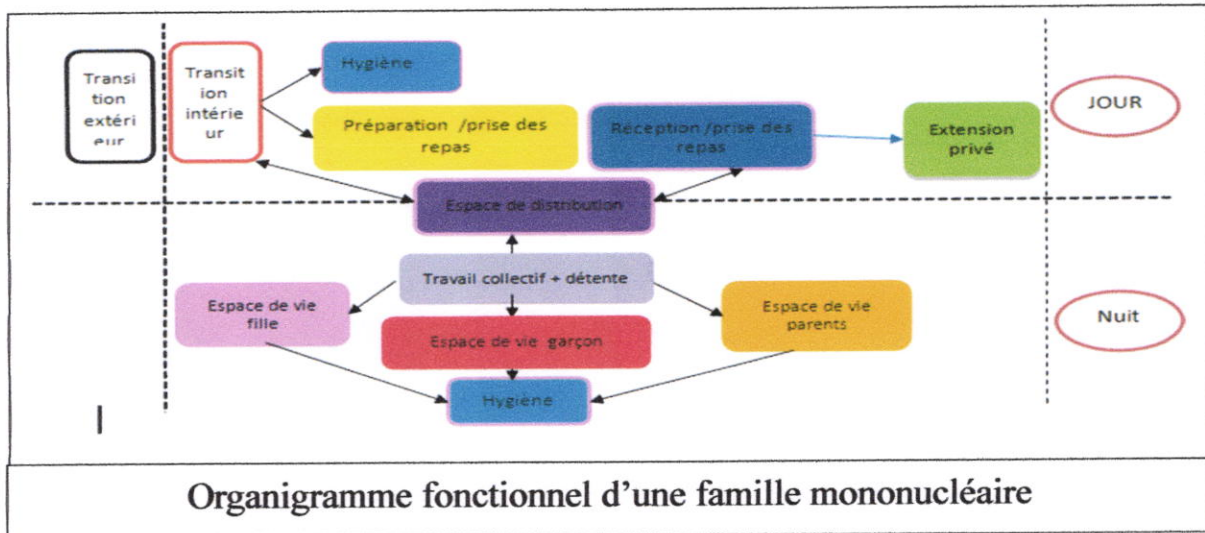 Transi
tion
extéri
eur
Transit
ion
intérie
ur
Hygiène
Préparation /prise des
repas
Réception /prise des
repas
Extension
privé
JOUR
Espace de distribution
Travail collectif + détente
Espace de vie
fille
Espace de vie garçon
Espace de vie
parents
Nuit
Hygiène
Organigramme fonctionnel d'une famille mononucléaire